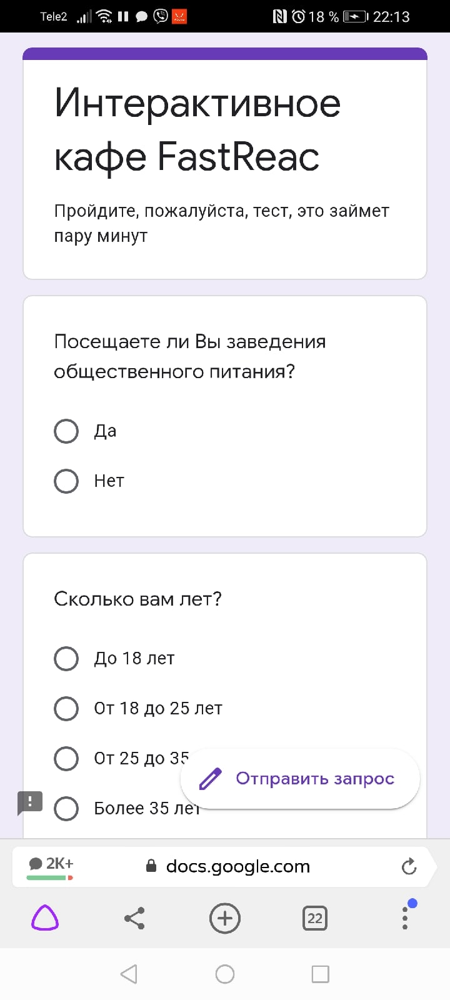 Tele2 18 % 22:13
Интерактивное
кафе FastReac
Пройдите, пожалуйста, тест, это займет
пару минут
Посещаете ли Вы заведения
общественного питания?
Да
Нет
Сколько вам лет?
До 18 лет
От 18 до 25 лет
От 25 до 35
Более 35 лет
Отправить запрос
2K+ docs.google.com
22